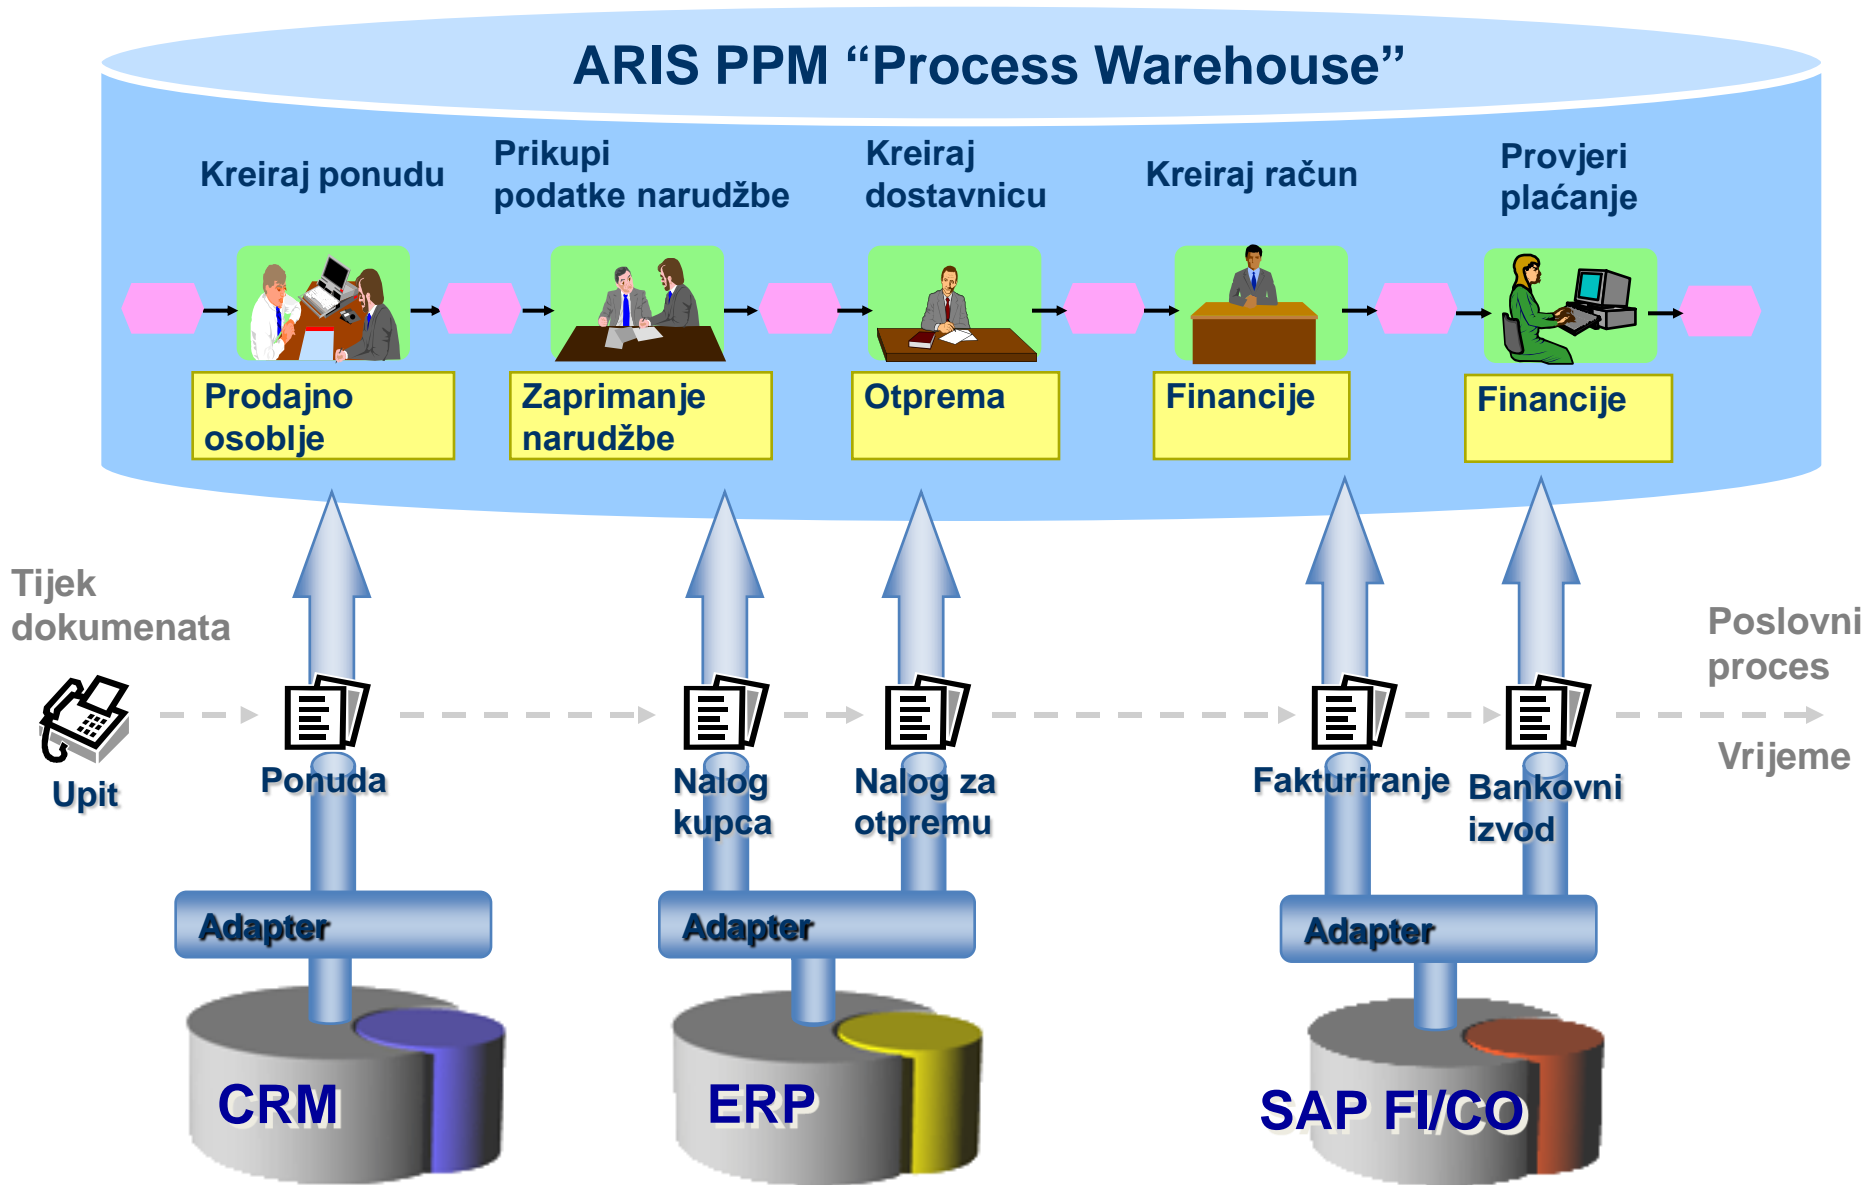 ARIS PPM “Process Warehouse”
Kreiraj ponudu
Prikupi
podatke narudžbe
Kreiraj
dostavnicu
Kreiraj račun
Provjeri
plaćanje
Prodajno
osoblje
Zaprimanje
narudžbe
Otprema
Financije
Financije
Tijek
dokumenata
Poslovni
proces
Vrijeme
Upit
Ponuda
Nalog
kupca
Nalog za
otpremu
Fakturiranje
Bankovni
izvod
Adapter
Adapter
Adapter
CRM
ERP
SAP FI/CO